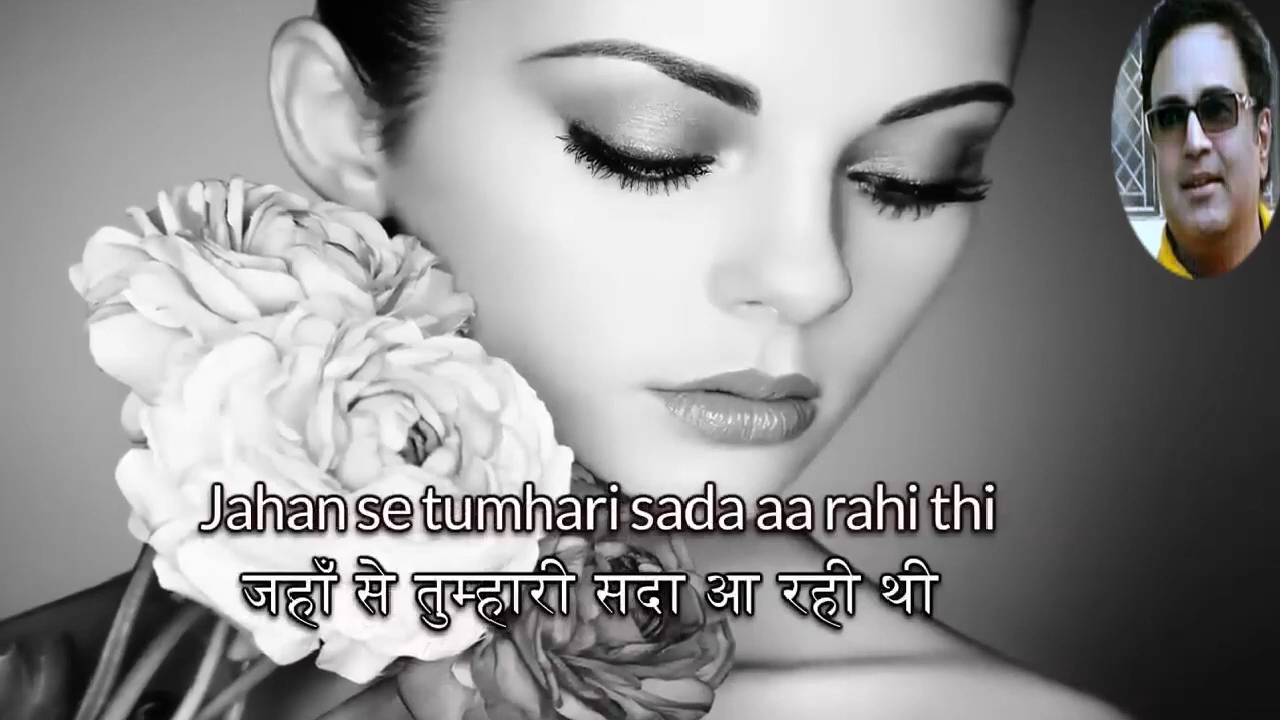 Jahan se tumhari sada aa rahi thi
जहाँ से तुम्हारी सदा आ रही थी